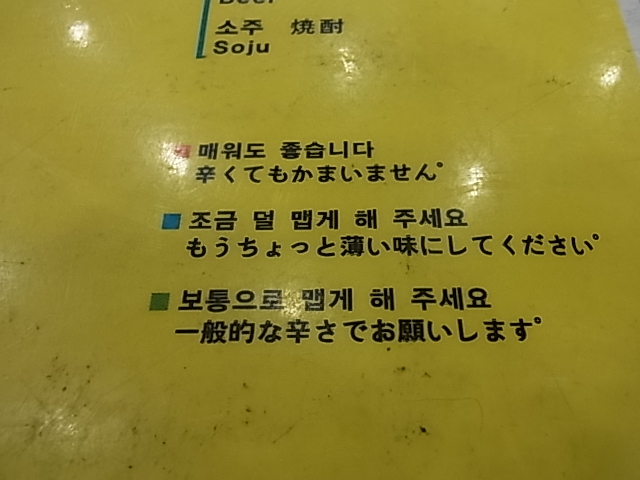 Beer
소주 焼酎
Soju
매워도 좋습니다
辛くてもかまいません。
조금 덜 맵게 해 주세요
もうちょっと薄い味にしてください。
보통으로 맵게 해 주세요
一般的な辛さでお願いします。